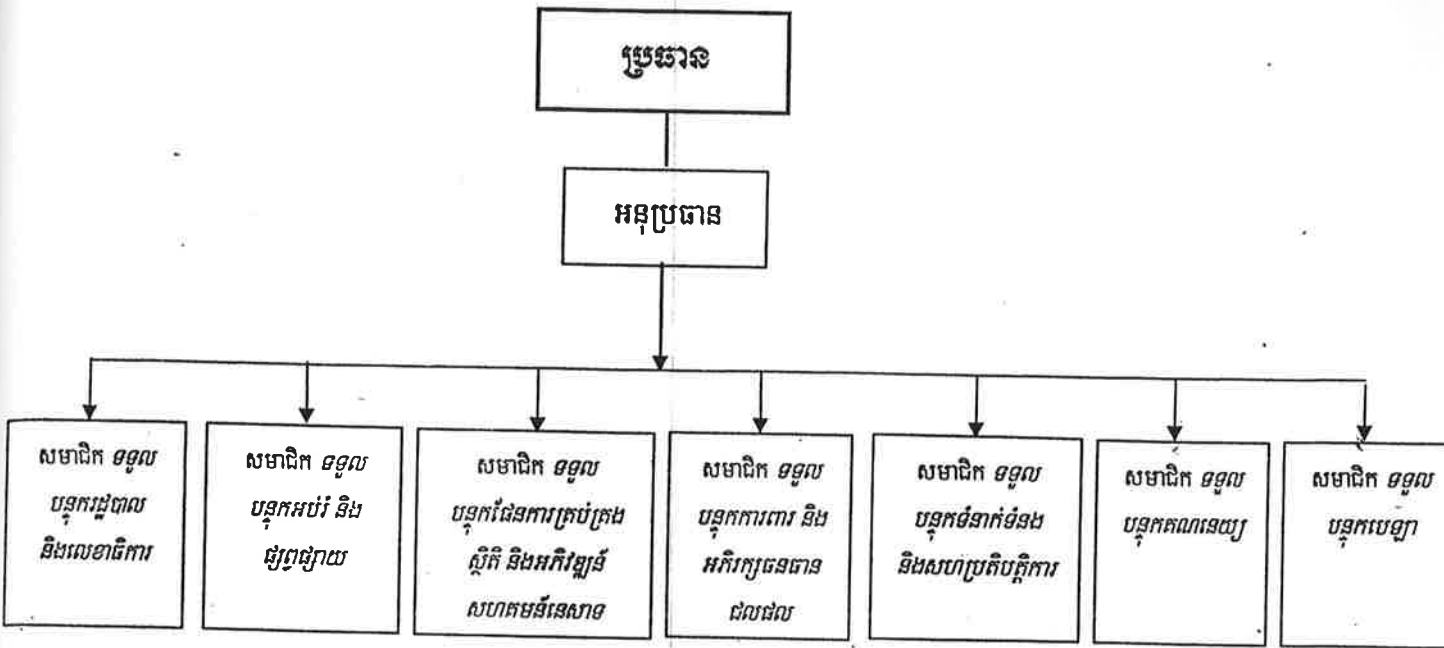 ប្រធាន
អនុប្រធាន
សមាជិក ទទួល
បន្ទុករដ្ឋបាល
និងលេខាធិការ
សមាជិក ទទួល
បន្ទុកអប់រំ និង
ផ្សព្វផ្សាយ
សមាជិក ទទួល
បន្ទុកផែនការគ្រប់គ្រង
ស្ថិតិ និងអភិវឌ្ឍន៍
សហគមន៍នេសាទ
សមាជិក ទទួល
បន្ទុកការពារ និង
អភិរក្សធនធាន
ជលផល
សមាជិក ទទួល
បន្ទុកទំនាក់ទំនង
និងសហប្រតិបត្តិការ
សមាជិក ទទួល
បន្ទុកគណនេយ្យ
សមាជិក ទទួល
បន្ទុកបេឡា